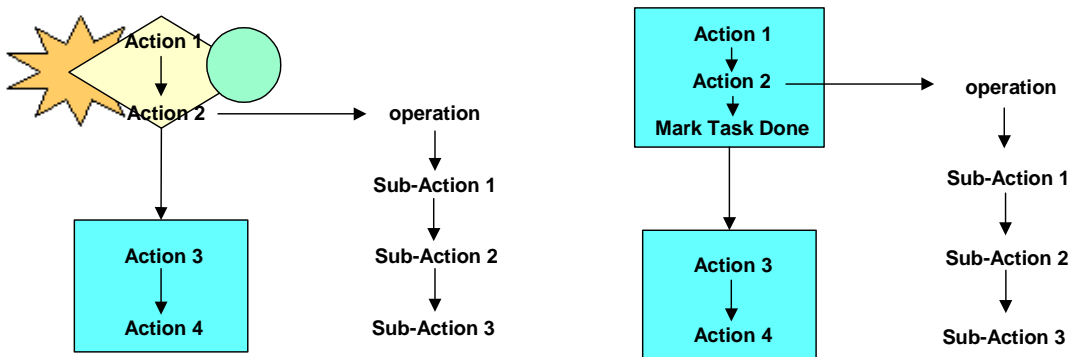 Action 1
Action 2
operation
Sub-Action 1
Sub-Action 2
Sub-Action 3
Action 3
Action 4
Action 1
Action 2
Mark Task Done
operation
Sub-Action 1
Sub-Action 2
Sub-Action 3
Action 3
Action 4